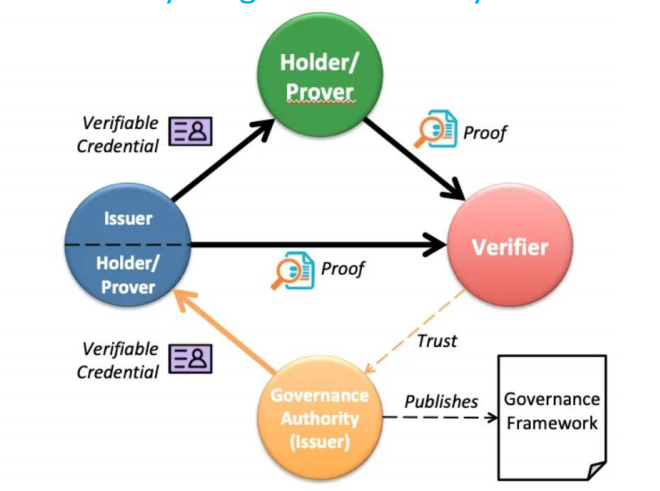 Holder/
Prover
Verifiable
Credential
Proof
Issuer
Holder/
Prover
Verifier
Proof
Verifiable
Credential
Trust
Governance
Authority
(Issuer)
Publishes
Governance
Framework